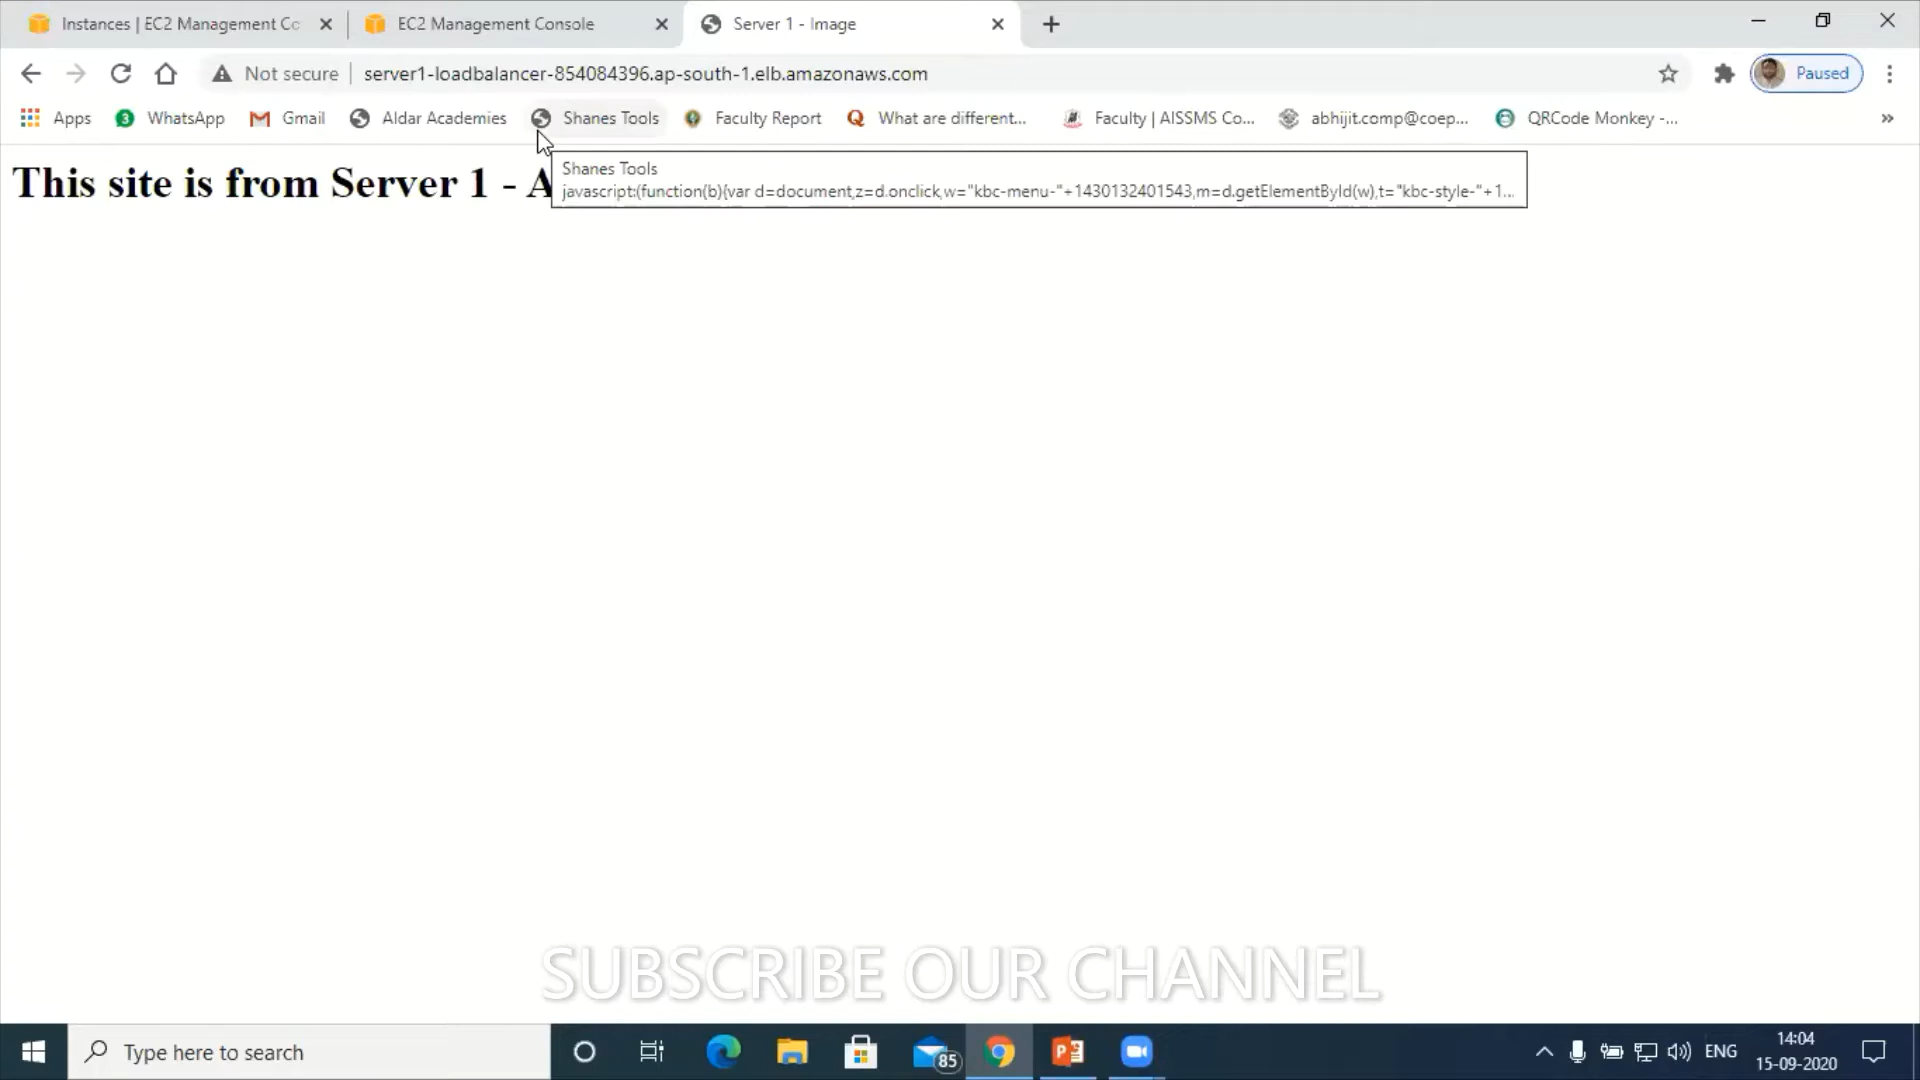 Instances | EC2 Management Co
EC2 Management Console
Server 1 - Image
Not secure
server1-loadbalancer-854084396.ap-south-1.elb.amazonaws.com
Paused
Apps
3
WhatsApp
Gmail
Aldar Academies
Shanes Tools
Faculty Report
What are different...
Faculty | AISSMS Co...
abhijit.comp@coep...
QRCode Monkey -...
»
Shanes Tools
javascript:(function(b){var d=document,z=d.onclick,w="kbc-menu-"+1430132401543,m=d.getElementById(w),t="kbc-style-"+1...
This site is from Server 1 - A
SUBSCRIBE OUR CHANNEL
Type here to search
85
ENG
14:04
15-09-2020